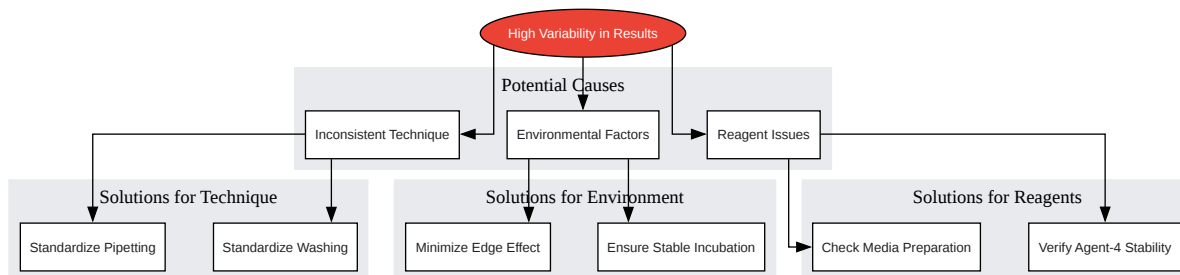 High Variability in Results
Potential Causes
Inconsistent Technique
Environmental Factors
Reagent Issues
Solutions for Technique
Solutions for Environment
Solutions for Reagents
Standardize Pipetting
Standardize Washing
Minimize Edge Effect
Ensure Stable Incubation
Check Media Preparation
Verify Agent-4 Stability